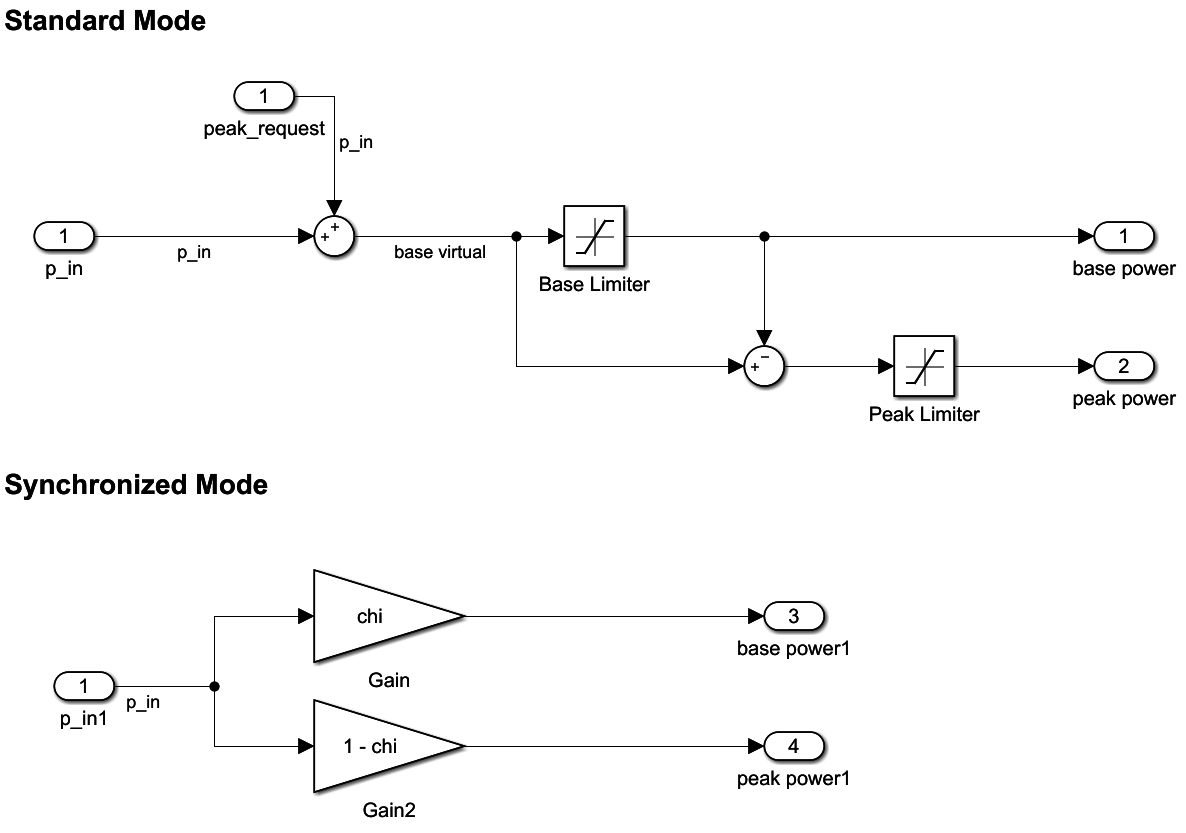 Standard Mode
1
peak_request
p_in
1
p_in
p_in
+
+
base virtual
Base Limiter
1
base power
+
−
Peak Limiter
2
peak power
Synchronized Mode
1
p_in1
p_in
chi
Gain
3
base power1
1 - chi
Gain2
4
peak power1